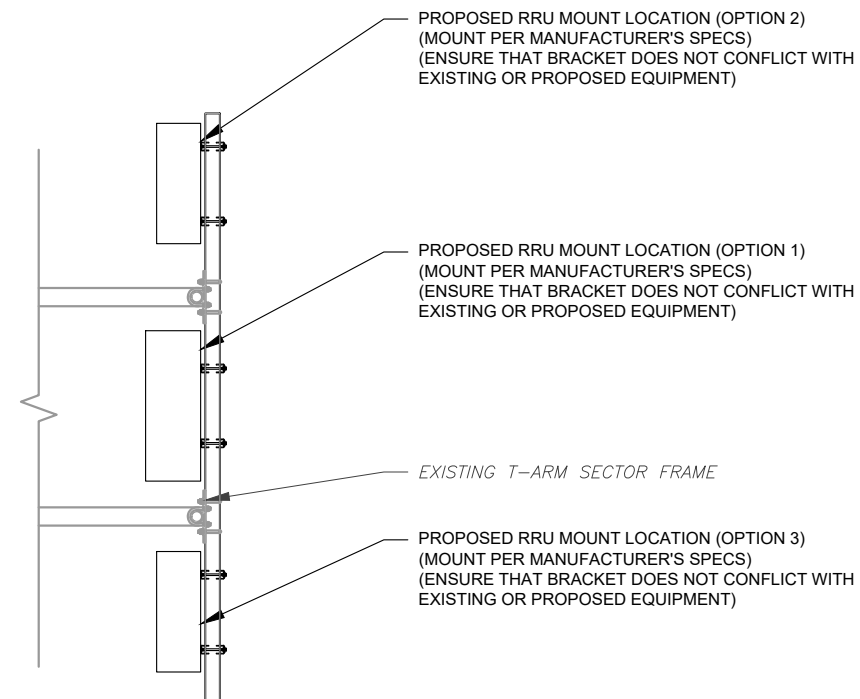 PROPOSED RRU MOUNT LOCATION (OPTION 2)
(MOUNT PER MANUFACTURER'S SPECS)
(ENSURE THAT BRACKET DOES NOT CONFLICT WITH
EXISTING OR PROPOSED EQUIPMENT)
PROPOSED RRU MOUNT LOCATION (OPTION 1)
(MOUNT PER MANUFACTURER'S SPECS)
(ENSURE THAT BRACKET DOES NOT CONFLICT WITH
EXISTING OR PROPOSED EQUIPMENT)
EXISTING T-ARM SECTOR FRAME
PROPOSED RRU MOUNT LOCATION (OPTION 3)
(MOUNT PER MANUFACTURER'S SPECS)
(ENSURE THAT BRACKET DOES NOT CONFLICT WITH
EXISTING OR PROPOSED EQUIPMENT)